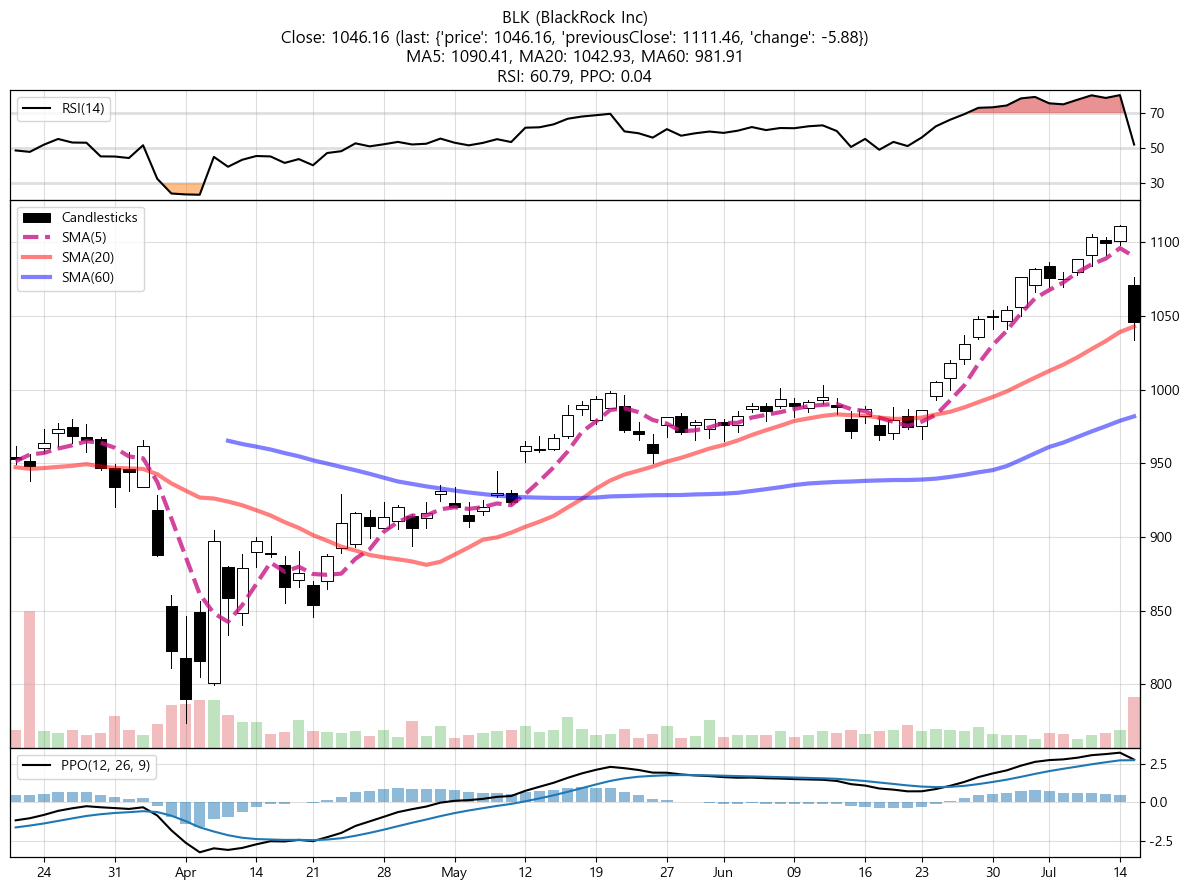 BLK (BlackRock Inc)
Close: 1046.16 (last: {'price': 1046.16, 'previousClose': 1111.46, 'change': -5.88})
MA5: 1090.41, MA20: 1042.93, MA60: 981.91
RSI: 60.79, PPO: 0.04
RSI(14)
70
50
30
Candlesticks
SMA(5)
SMA(20)
SMA(60)
1100
1050
1000
950
900
850
800
PPO(12, 26, 9)
2.5
0.0
-2.5
24 31 Apr 14 21 28 May 12 19 27 Jun 09 16 23 30 Jul 14